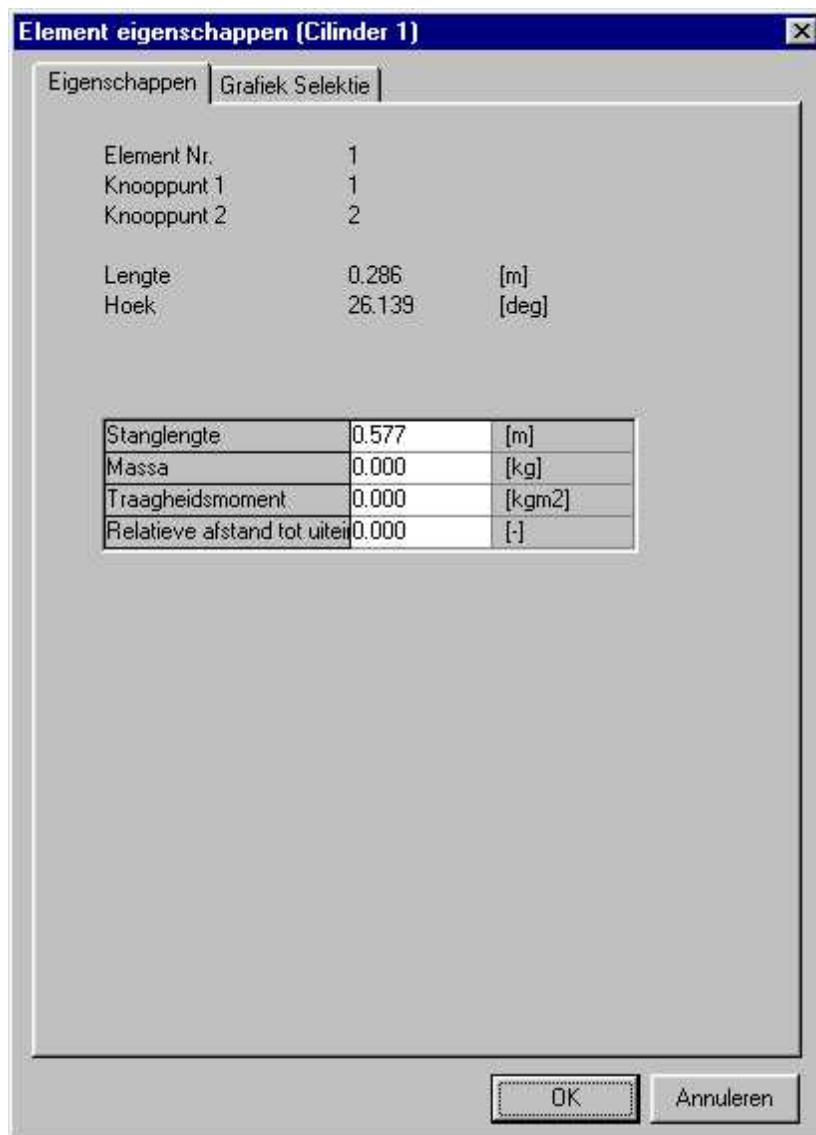 Element eigenschappen (Cilinder 1)
Eigenschappen Grafiek Selektie
Element Nr. 1
Knooppunt 1 1
Knooppunt 2 2
Lengte 0.286 [m]
Hoek 26.139 [deg]
Stanglengte 0.577 [m]
Massa 0.000 [kg]
Traagheidsmoment 0.000 [kgm2]
Relatieve afstand tot uitei 0.000 [-]
OK Annuleren